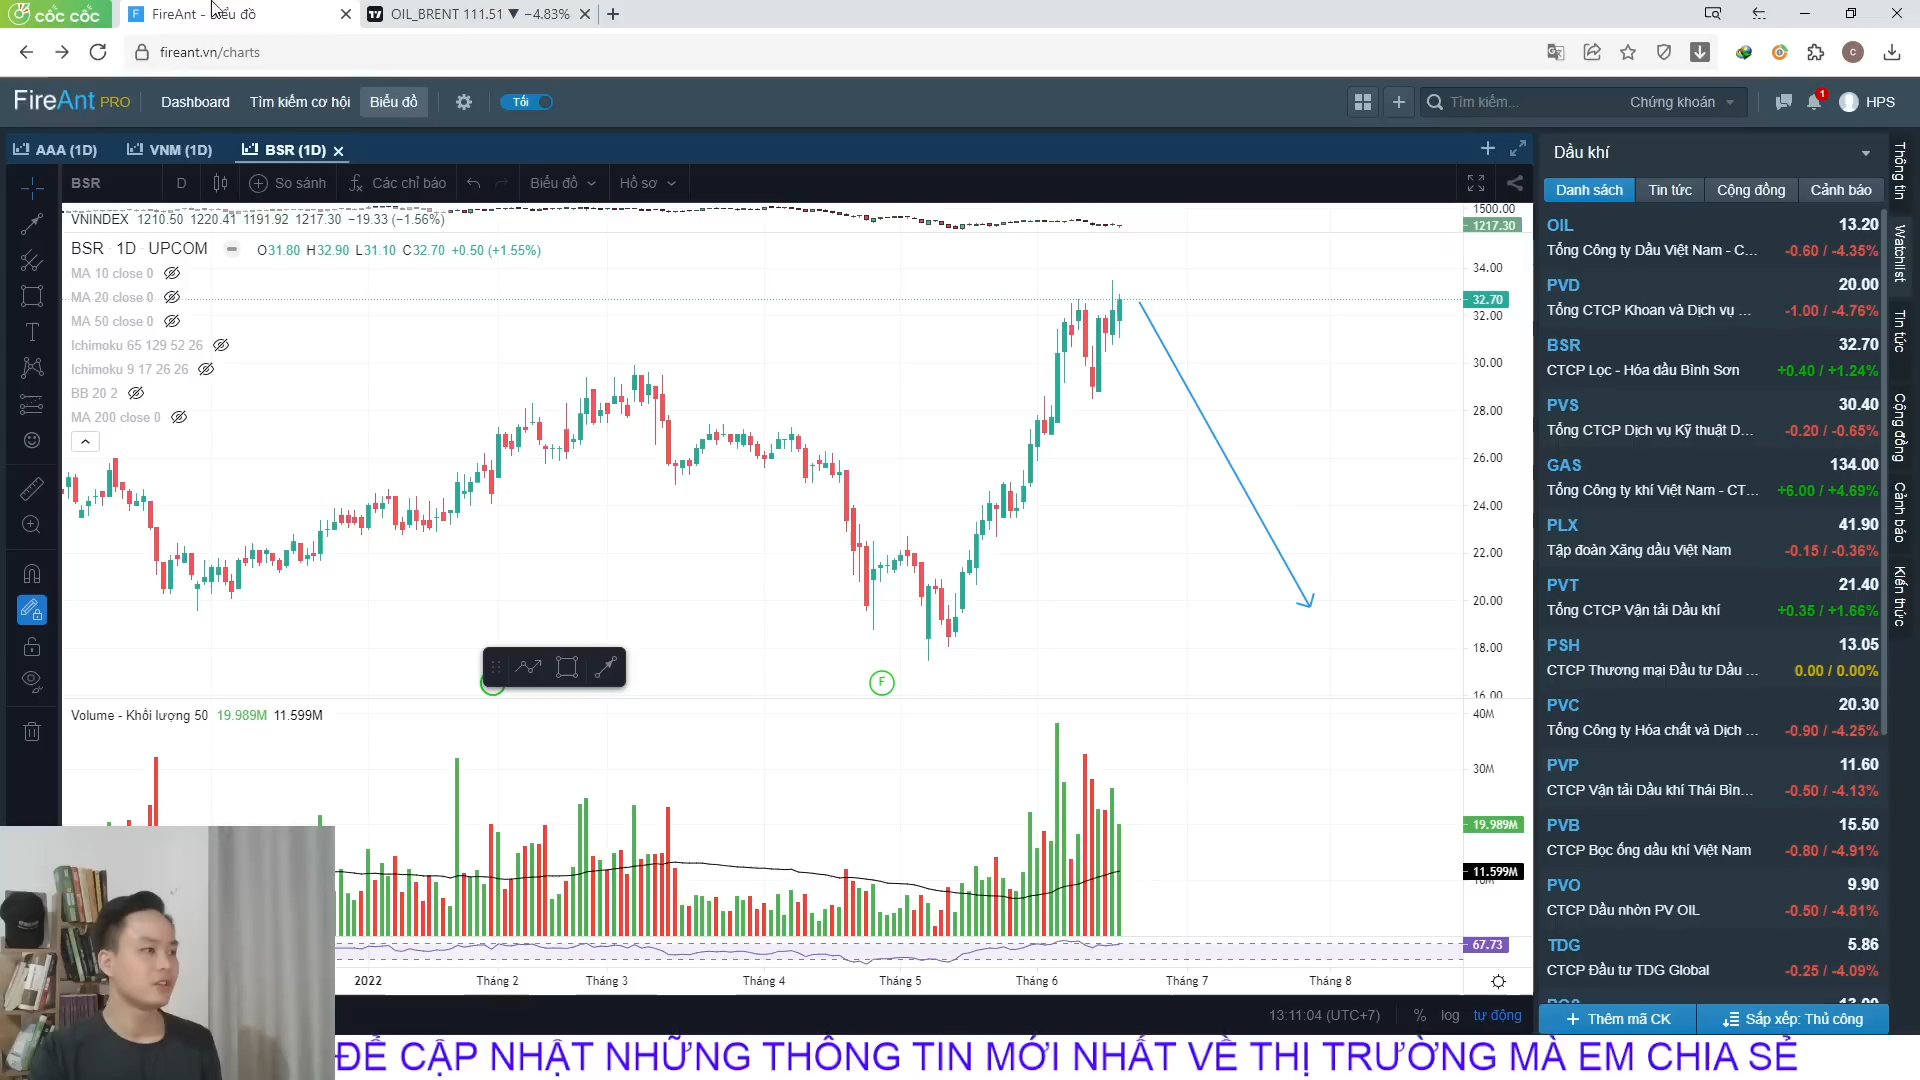 cốc cốc
FireAnt - Biểu đồ
OIL_BRENT 111.51 ▼ −4.83%
fireant.vn/charts
FireAnt PRO
Dashboard
Tìm kiếm cơ hội
Biểu đồ
Tối
Tìm kiếm...
Chứng khoán
1
HPS
AAA (1D)
VNM (1D)
BSR (1D)
BSR
D
So sánh
Các chỉ báo
Biểu đồ
Hồ sơ
VNINDEX 1210.50 1220.41 1191.92 1217.30 −19.33 (−1.56%)
BSR · 1D · UPCOM
O31.80 H32.90 L31.10 C32.70 +0.50 (+1.55%)
MA 10 close 0
MA 20 close 0
MA 50 close 0
Ichimoku 65 129 52 26
Ichimoku 9 17 26 26
BB 20 2
MA 200 close 0
1500.00
1217.30
34.00
32.70
32.00
30.00
28.00
26.00
24.00
22.00
20.00
18.00
16.00
F
Volume - Khối lượng 50 19.989M 11.599M
40M
30M
19.989M
11.599M
67.73
2022
Tháng 2
Tháng 3
Tháng 4
Tháng 5
Tháng 6
Tháng 7
Tháng 8
13:11:04 (UTC+7)
%
log
tự động
Dầu khí
Danh sách
Tin tức
Cộng đồng
Cảnh báo
OIL 13.20
Tổng Công ty Dầu Việt Nam - C... -0.60 / -4.35%
PVD 20.00
Tổng CTCP Khoan và Dịch vụ ... -1.00 / -4.76%
BSR 32.70
CTCP Lọc - Hóa dầu Bình Sơn +0.40 / +1.24%
PVS 30.40
Tổng CTCP Dịch vụ Kỹ thuật D... -0.20 / -0.65%
GAS 134.00
Tổng Công ty khí Việt Nam - CT... +6.00 / +4.69%
PLX 41.90
Tập đoàn Xăng dầu Việt Nam -0.15 / -0.36%
PVT 21.40
Tổng CTCP Vận tải Dầu khí +0.35 / +1.66%
PSH 13.05
CTCP Thương mại Đầu tư Dầu ... 0.00 / 0.00%
PVC 20.30
Tổng Công ty Hóa chất và Dịch ... -0.90 / -4.25%
PVP 11.60
CTCP Vận tải Dầu khí Thái Bìn... -0.50 / -4.13%
PVB 15.50
CTCP Bọc ống dầu khí Việt Nam -0.80 / -4.91%
PVO 9.90
CTCP Dầu nhờn PV OIL -0.50 / -4.81%
TDG 5.86
CTCP Đầu tư TDG Global -0.25 / -4.09%
Thêm mã CK
Sắp xếp: Thủ công
Thông tin
Watchlist
Tin tức
Cộng đồng
Cảnh báo
Kiến thức
ĐỂ CẬP NHẬT NHỮNG THÔNG TIN MỚI NHẤT VỀ THỊ TRƯỜNG MÀ EM CHIA SẺ